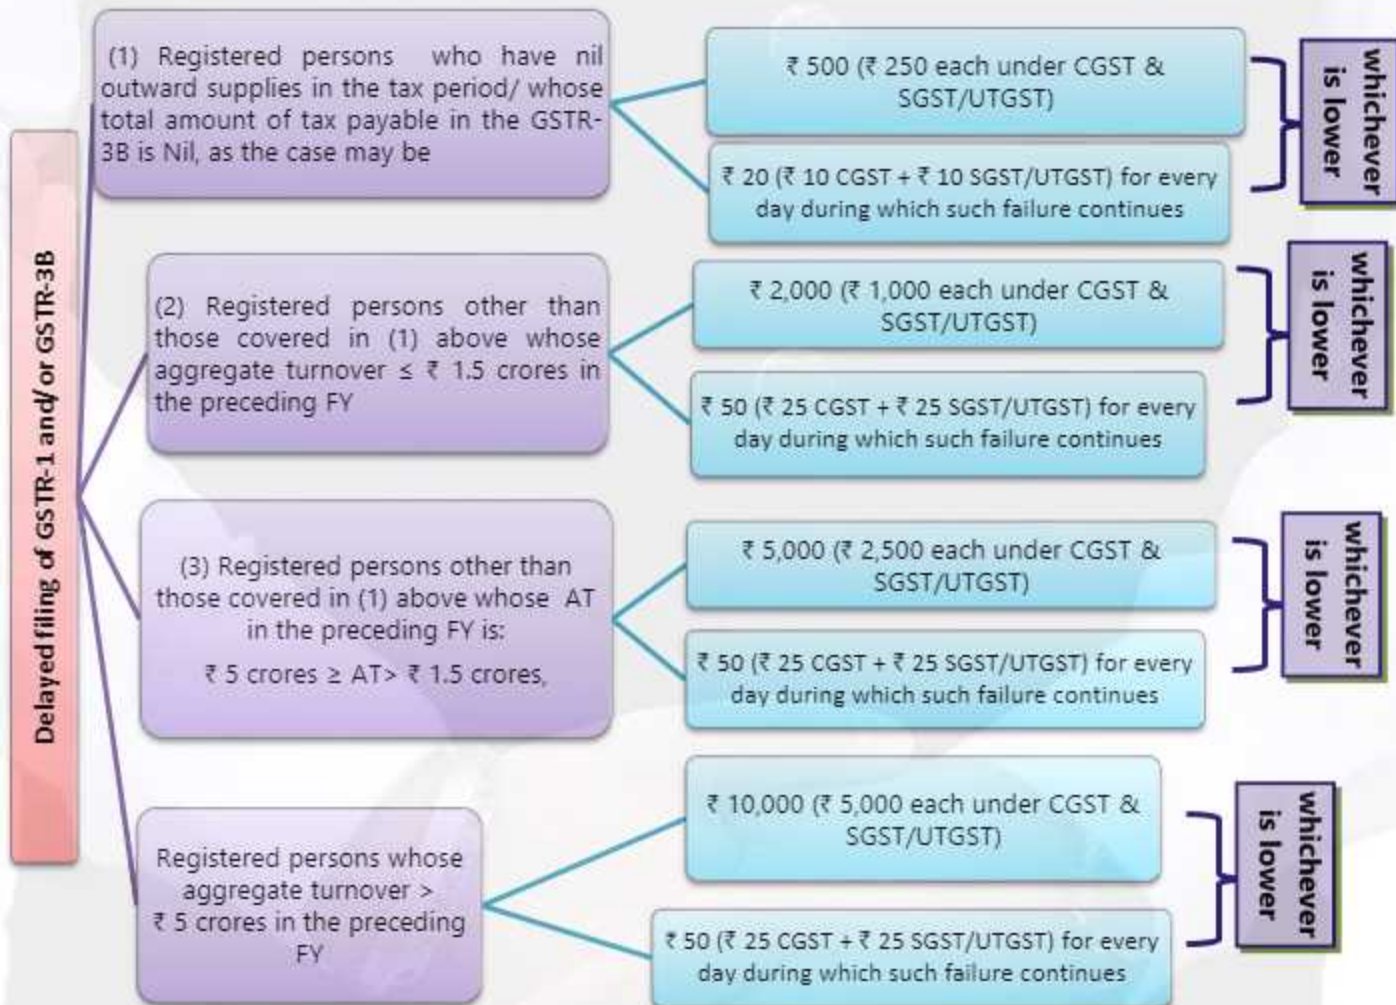 Delayed filing of GSTR-1 and/or GSTR-3B
(1) Registered persons who have nil
outward supplies in the tax period/ whose
total amount of tax payable in the GSTR-
3B is Nil, as the case may be
₹ 500 (₹ 250 each under CGST &
SGST/UTGST)
₹ 20 (₹ 10 CGST + ₹ 10 SGST/UTGST) for every
day during which such failure continues
whichever
is lower
(2) Registered persons other than
those covered in (1) above whose
aggregate turnover ≤ ₹ 1.5 crores in
the preceding FY
₹ 2,000 (₹ 1,000 each under CGST &
SGST/UTGST)
₹ 50 (₹ 25 CGST + ₹ 25 SGST/UTGST) for every
day during which such failure continues
whichever
is lower
(3) Registered persons other than
those covered in (1) above whose AT
in the preceding FY is:
₹ 5 crores ≥ AT> ₹ 1.5 crores,
₹ 5,000 (₹ 2,500 each under CGST &
SGST/UTGST)
₹ 50 (₹ 25 CGST + ₹ 25 SGST/UTGST) for every
day during which such failure continues
whichever
is lower
Registered persons whose
aggregate turnover >
₹ 5 crores in the preceding
FY
₹ 10,000 (₹ 5,000 each under CGST &
SGST/UTGST)
₹ 50 (₹ 25 CGST + ₹ 25 SGST/UTGST) for every
day during which such failure continues
whichever
is lower